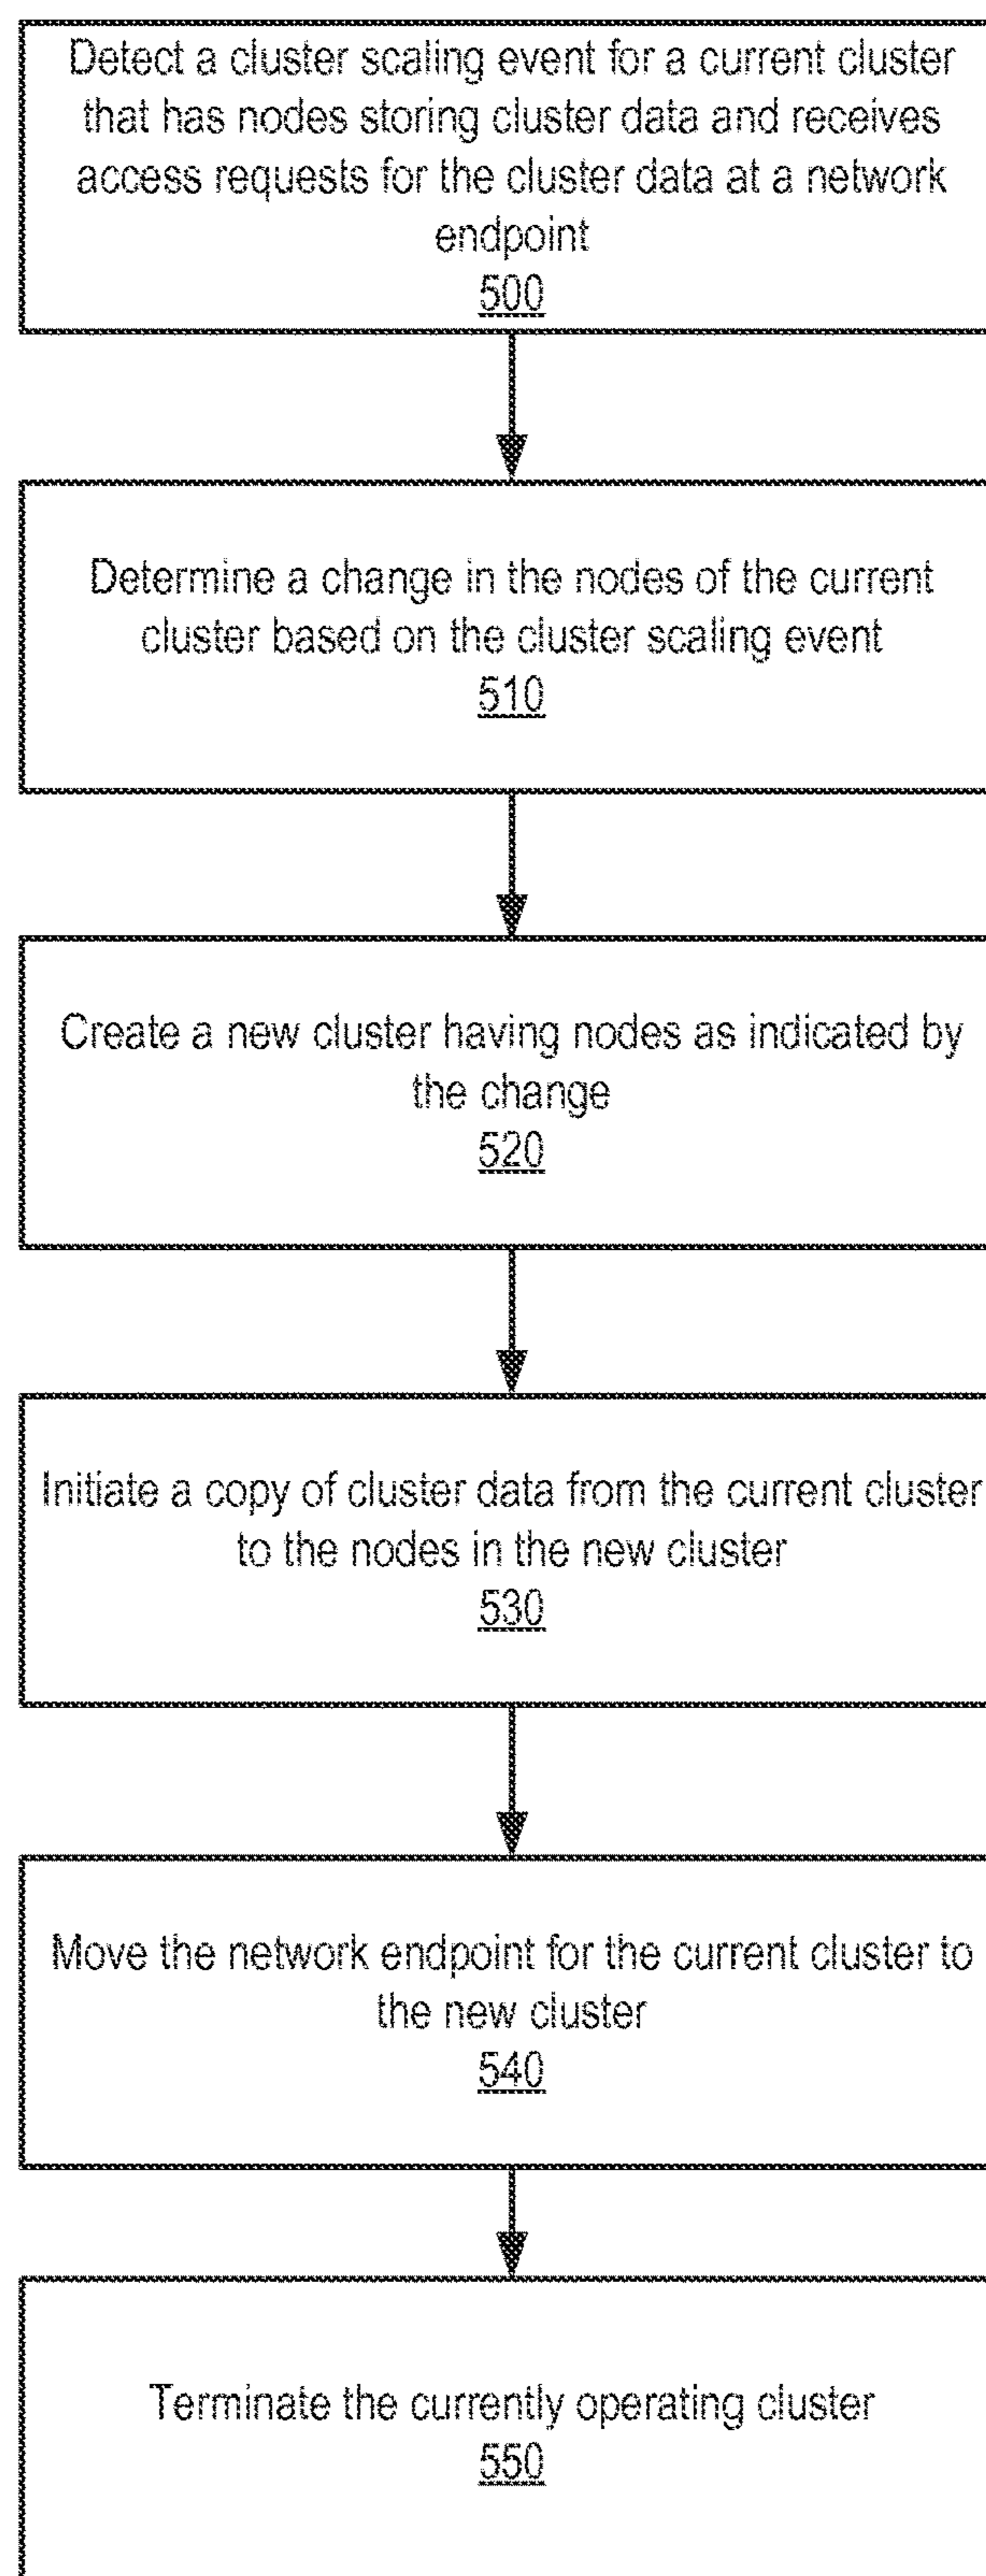 Detect a cluster scaling event for a current cluster
that has nodes storing cluster data and receives
access requests for the cluster data at a network
endpoint
500
Determine a change in the nodes of the current
cluster based on the cluster scaling event
510
Create a new cluster having nodes as indicated by
the change
520
Initiate a copy of cluster data from the current cluster
to the nodes in the new cluster
530
Move the network endpoint for the current cluster to
the new cluster
540
Terminate the currently operating cluster
550